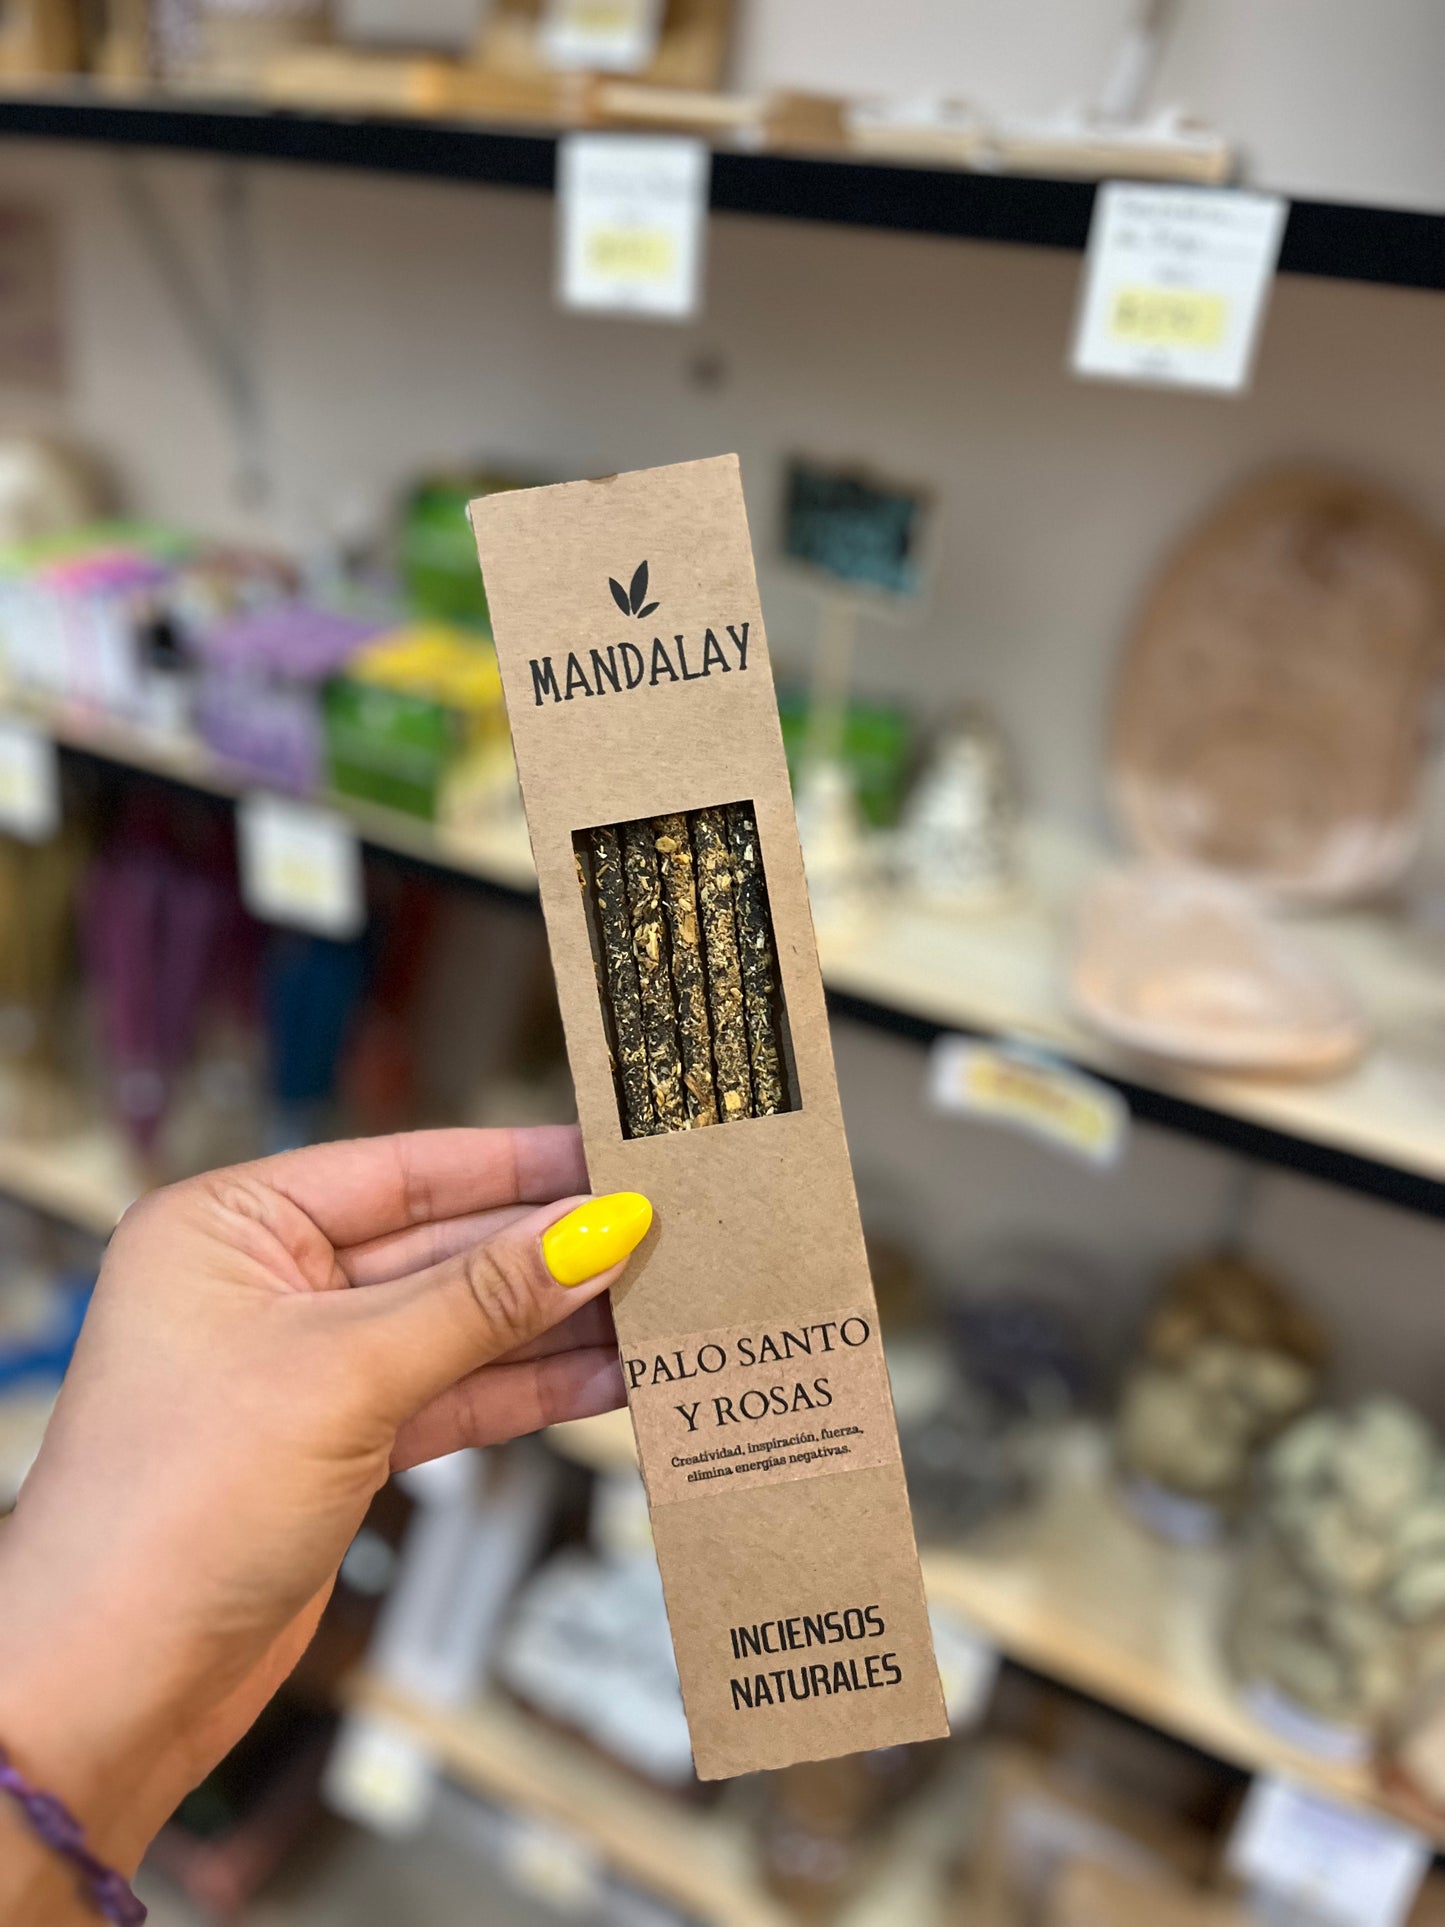 MANDALAY
PALO SANTO
Y ROSAS
Creatividad, inspiración, fuerza,
elimina energías negativas.
INCIENSOS
NATURALES